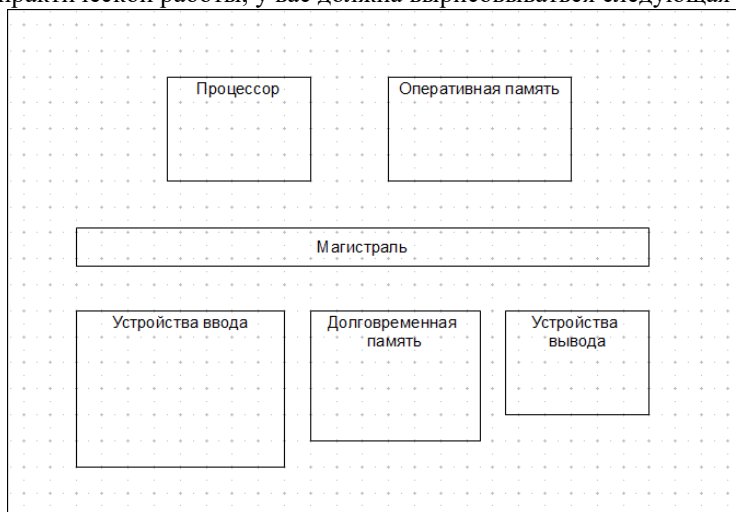 практической работы, у вас должна вырисовываться следующая
Процессор
Оперативная память
Магистраль
Устройства ввода
Долговременная
память
Устройства
вывода